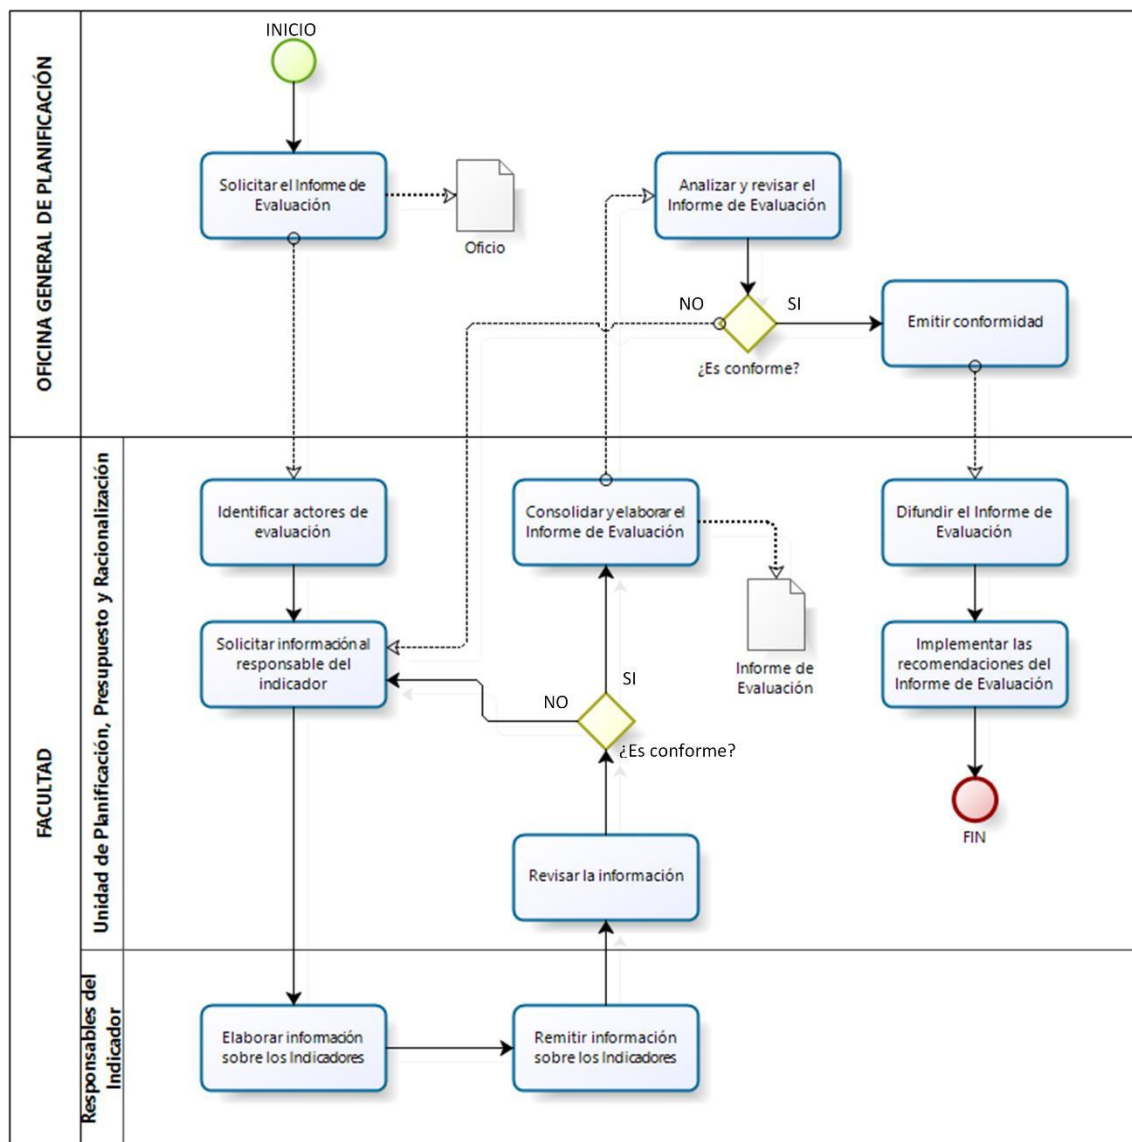 INICIO
OFICINA GENERAL DE PLANIFICACIÓN
Solicitar el Informe de
Evaluación
Oficio
Analizar y revisar el
Informe de Evaluación
NO
SI
¿Es conforme?
Emitir conformidad
FACULTAD
Unidad de Planificación, Presupuesto y Racionalización
Identificar actores de
evaluación
Consolidar y elaborar el
Informe de Evaluación
Difundir el Informe de
Evaluación
Solicitar información al
responsable del
indicador
Informe de
Evaluación
Implementar las
recomendaciones del
Informe de Evaluación
SI
NO
¿Es conforme?
FIN
Revisar la información
Responsables del
Indicador
Elaborar información
sobre los Indicadores
Remitir información
sobre los Indicadores